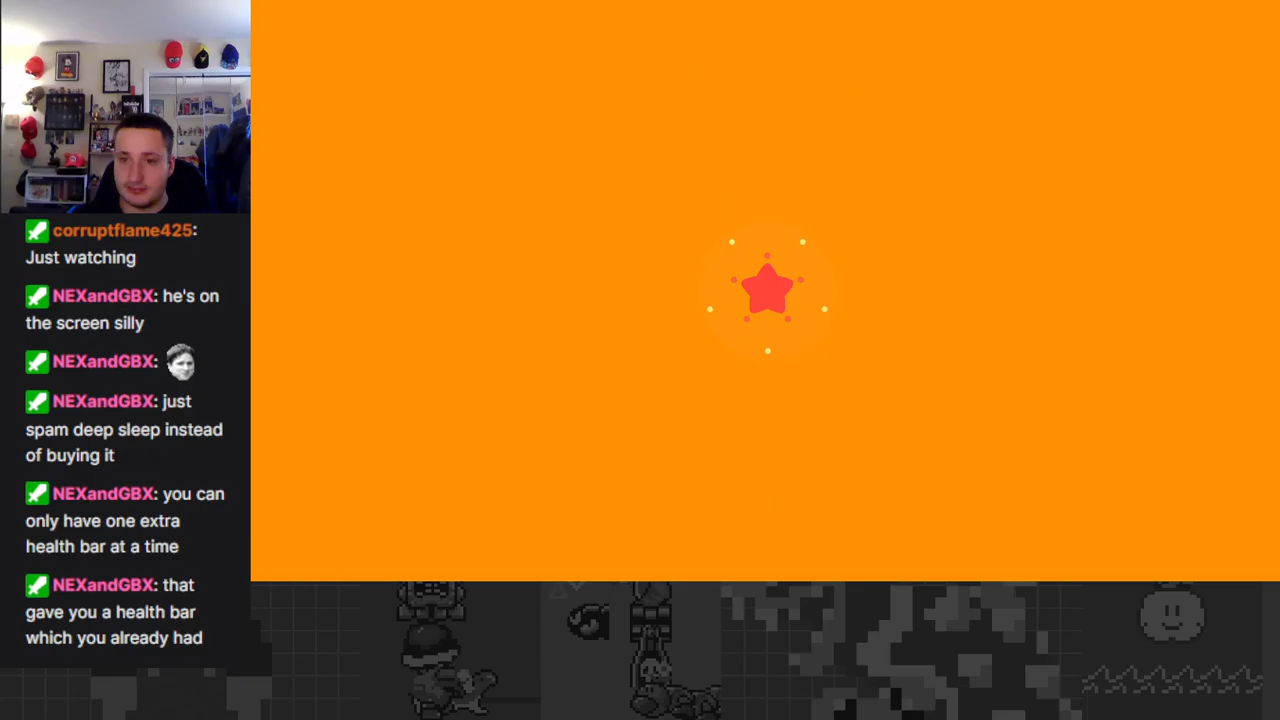 corruptflame425:
Just watching
NEXandGBX: he's on
the screen silly
NEXandGBX:
NEXandGBX: just
spam deep sleep instead
of buying it
NEXandGBX: you can
only have one extra
health bar at a time
NEXandGBX: that
gave you a health bar
which you already had